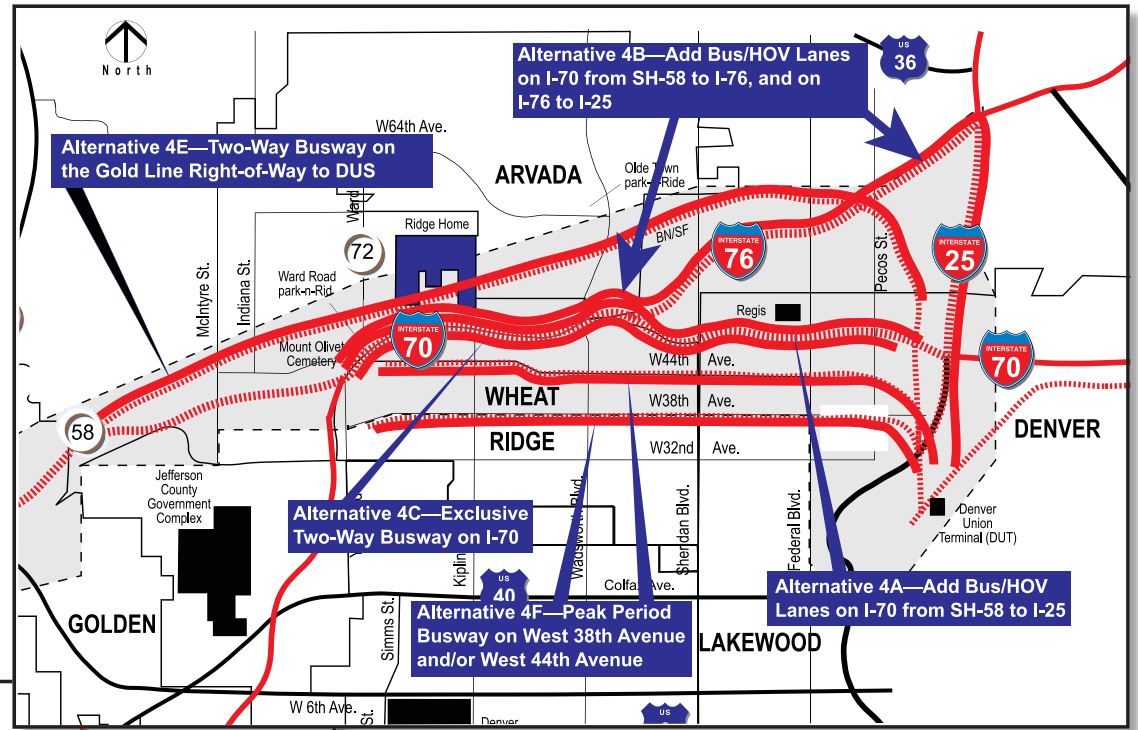 North
Alternative 4B—Add Bus/HOV Lanes
on I-70 from SH-58 to I-76, and on
I-76 to I-25
US
36
W64th Ave.
Alternative 4E—Two-Way Busway on
the Gold Line Right-of-Way to DUS
ARVADA
Olde Town
park-n-Ride
Ward
72
Ridge Home
BN/SF
INTERSTATE
76
INTERSTATE
25
Pecos St.
McIntyre St.
Indiana St.
Ward Road
park-n-Rid
Mount Olivet
Cemetery
INTERSTATE
70
Regis
W44th Ave.
INTERSTATE
70
WHEAT
RIDGE
W38th Ave.
W32nd Ave.
58
DENVER
Jefferson
County
Government
Complex
Alternative 4C—Exclusive
Two-Way Busway on I-70
Kiplin
Wadsworth Blvd.
Sheridan Blvd.
Federal Blvd.
Denver
Union
Terminal (DUT)
US
40
Colfax Ave.
Alternative 4A—Add Bus/HOV
Lanes on I-70 from SH-58 to I-25
Alternative 4F—Peak Period
Busway on West 38th Avenue
and/or West 44th Avenue
GOLDEN
Simms St.
LAKEWOOD
W 6th Ave.
St.
Denver
US